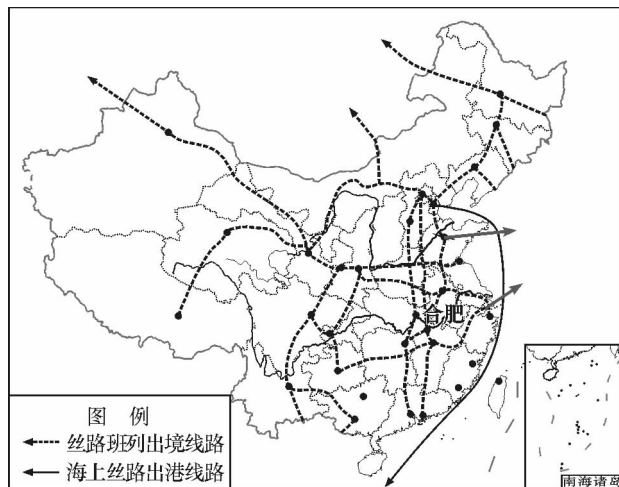 合肥
图 例
丝路班列出境线路
海上丝路出港线路
南海诸岛